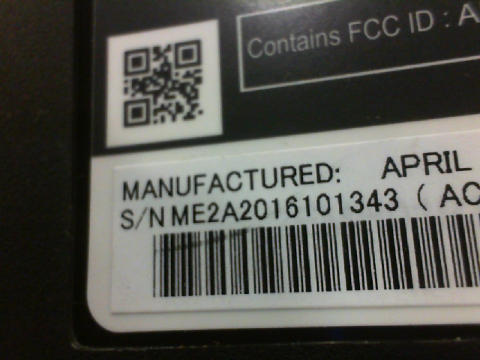 Contains FCC ID : A
MANUFACTURED: APRIL
S/N ME2A2016101343 ( AC